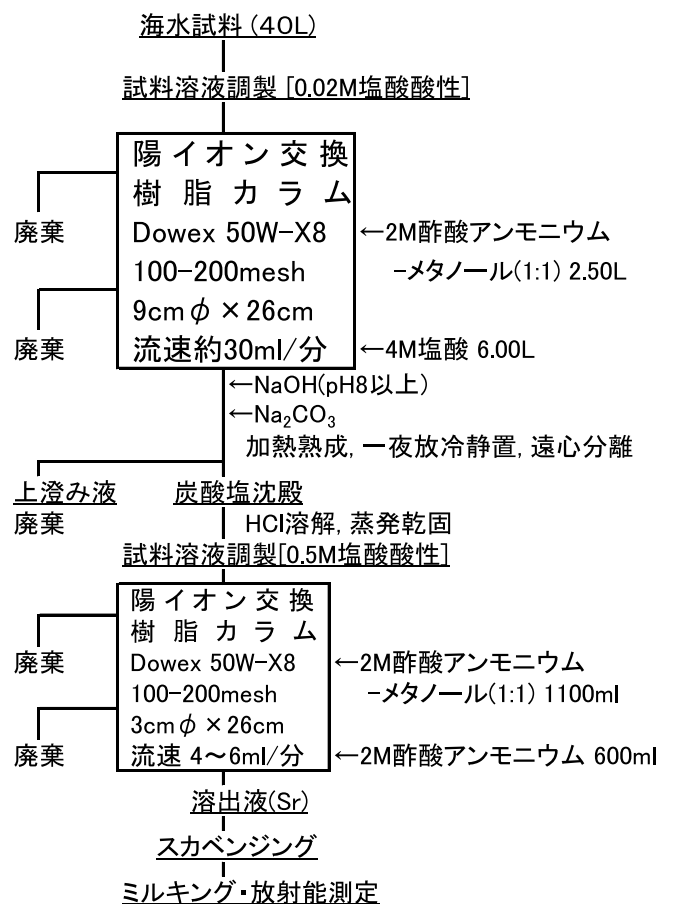 海水試料(40L)
試料溶液調製 [0.02M塩酸酸性]
陽イオン交換
樹脂カラム
廃棄
Dowex 50W-X8
←2M酢酸アンモニウム
100-200mesh
-メタノール(1:1) 2.50L
9cmφ×26cm
廃棄
流速約30ml/分
←4M塩酸 6.00L
←NaOH(pH8以上)
←Na₂CO₃
加熱熟成, 一夜放冷静置, 遠心分離
上澄み液
炭酸塩沈殿
廃棄
HCl溶解, 蒸発乾固
試料溶液調製[0.5M塩酸酸性]
陽イオン交換
樹脂カラム
廃棄
Dowex 50W-X8
←2M酢酸アンモニウム
100-200mesh
-メタノール(1:1) 1100ml
3cmφ×26cm
廃棄
流速 4~6ml/分
←2M酢酸アンモニウム 600ml
溶出液(Sr)
スカベンジング
ミルキング・放射能測定